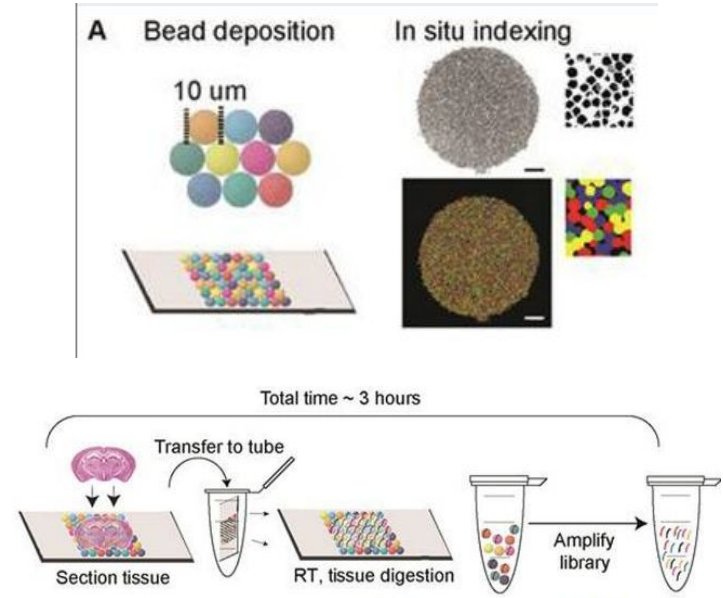 A Bead deposition In situ indexing
10 um
Total time ~ 3 hours
Transfer to tube
Section tissue
RT, tissue digestion
Amplify
library